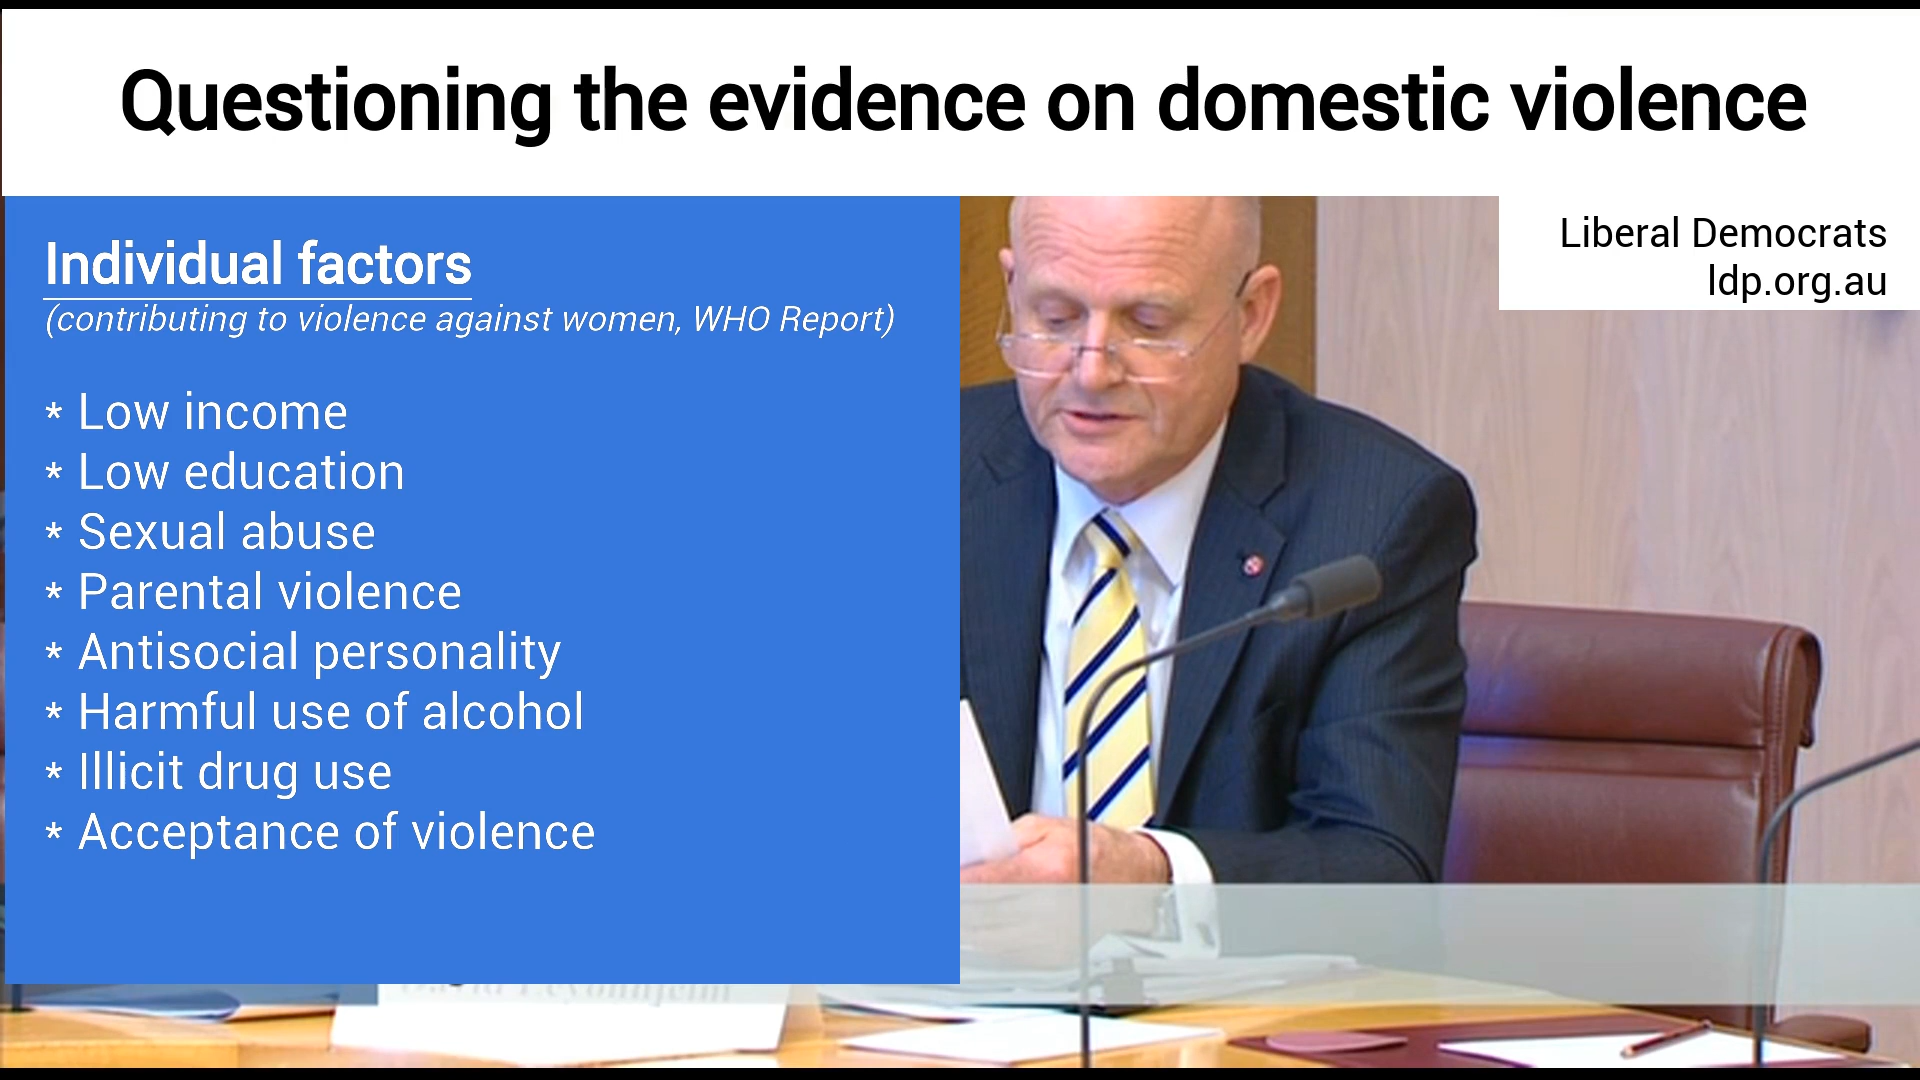 Questioning the evidence on domestic violence
Liberal Democrats
ldp.org.au
Individual factors
(contributing to violence against women, WHO Report)
* Low income
* Low education
* Sexual abuse
* Parental violence
* Antisocial personality
* Harmful use of alcohol
* Illicit drug use
* Acceptance of violence